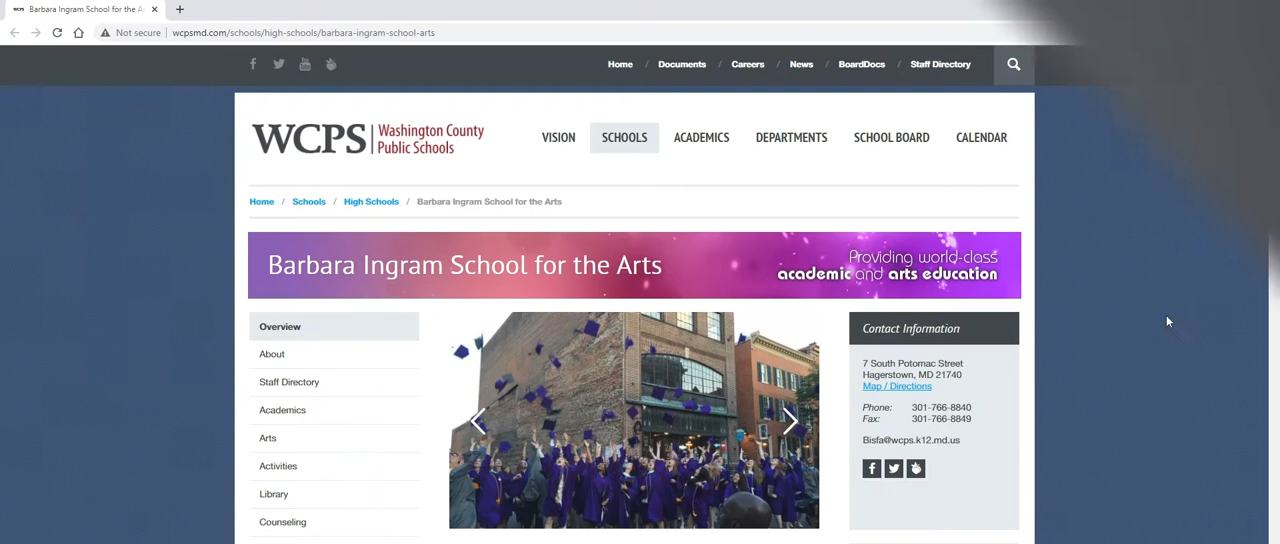 Barbara Ingram School for the A
Not secure
wcpsmd.com/schools/high-schools/barbara-ingram-school-arts
Home / Documents / Careers / News / BoardDocs / Staff Directory
WCPS
Washington County
Public Schools
VISION SCHOOLS ACADEMICS DEPARTMENTS SCHOOL BOARD CALENDAR
Home / Schools / High Schools / Barbara Ingram School for the Arts
Barbara Ingram School for the Arts
Providing world-class
academic and arts education
Overview
About
Staff Directory
Academics
Arts
Activities
Library
Counseling
Contact Information
7 South Potomac Street
Hagerstown, MD 21740
Map / Directions
Phone: 301-766-8840
Fax: 301-766-8849
Bisfa@wcps.k12.md.us